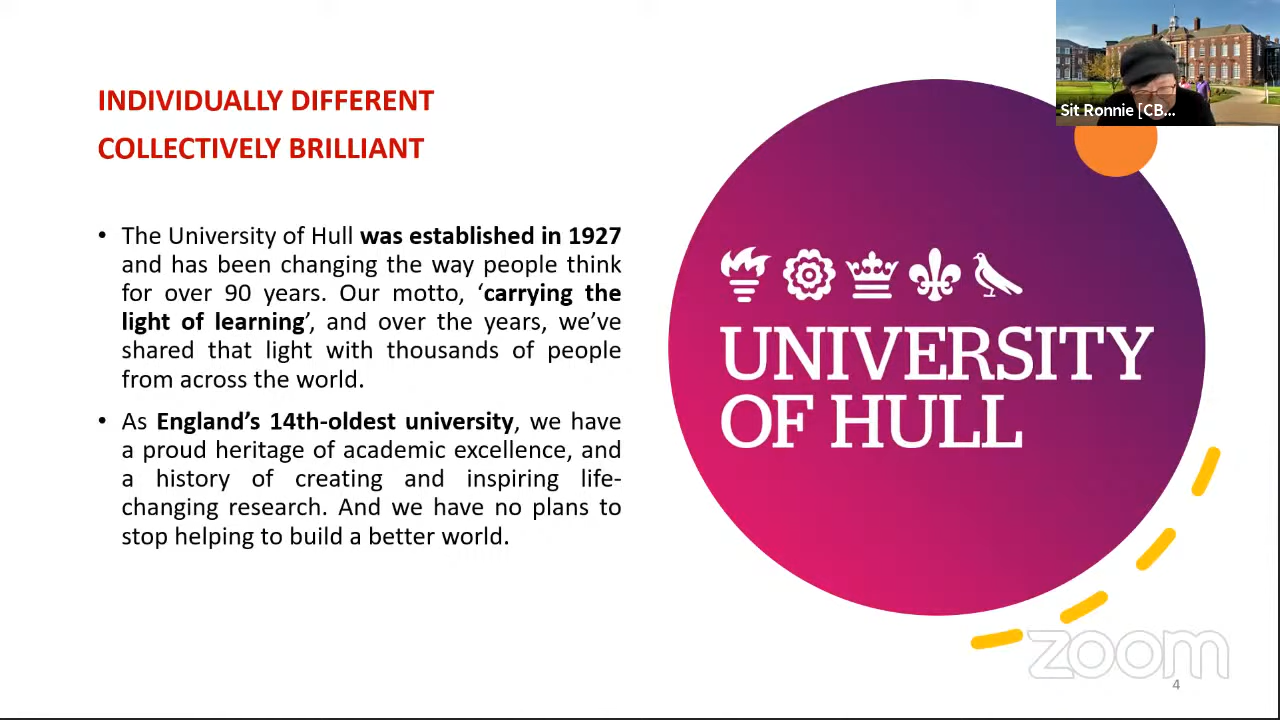 INDIVIDUALLY DIFFERENT
COLLECTIVELY BRILLIANT
• The University of Hull was established in 1927
and has been changing the way people think
for over 90 years. Our motto, ‘carrying the
light of learning’, and over the years, we’ve
shared that light with thousands of people
from across the world.
• As England’s 14th-oldest university, we have
a proud heritage of academic excellence, and
a history of creating and inspiring life-
changing research. And we have no plans to
stop helping to build a better world.
Sit Ronnie [CB...
UNIVERSITY
OF HULL
zoom
4